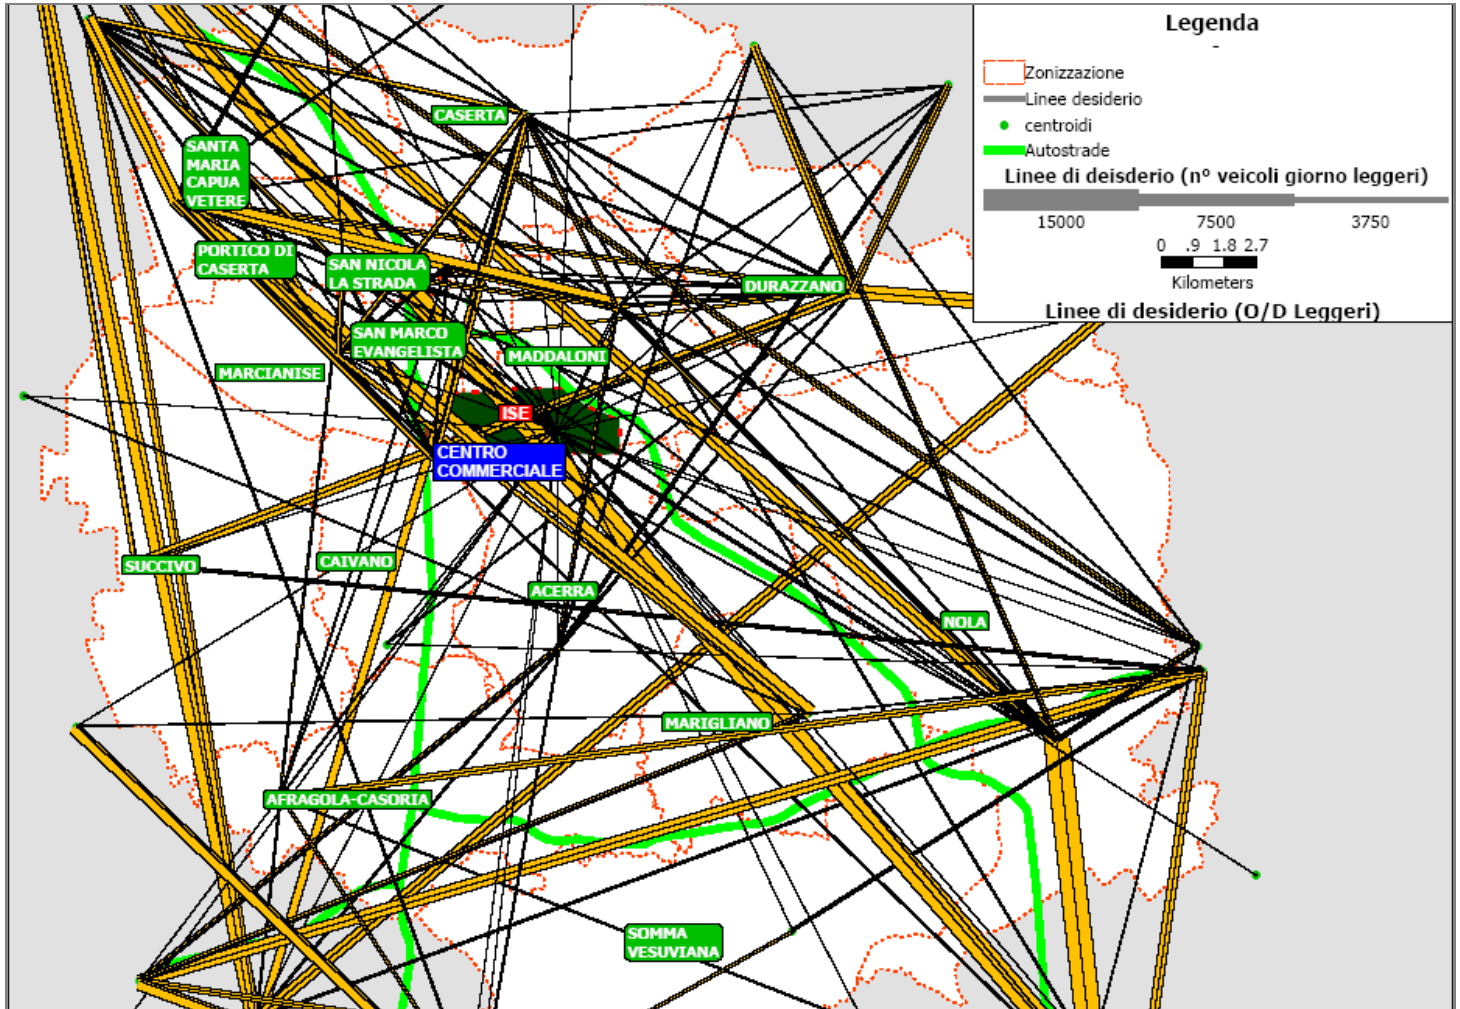 Legenda
-
Zonizzazione
Linee desiderio
centroidi
Autostrade
Linee di deisderio (nº veicoli giorno leggeri)
15000 7500 3750
0 .9 1.8 2.7
Kilometers
Linee di desiderio (O/D Leggeri)
CASERTA
SANTA
MARIA
CAPUA
VETERE
PORTICO DI
CASERTA
SAN NICOLA
LA STRADA
DURAZZANO
SAN MARCO
EVANGELISTA
MADDALONI
MARCIANISE
ISE
CENTRO
COMMERCIALE
SUCCIVO
CAIVANO
ACERRA
NOLA
MARIGLIANO
AFRAGOLA-CASORIA
SOMMA
VESUVIANA